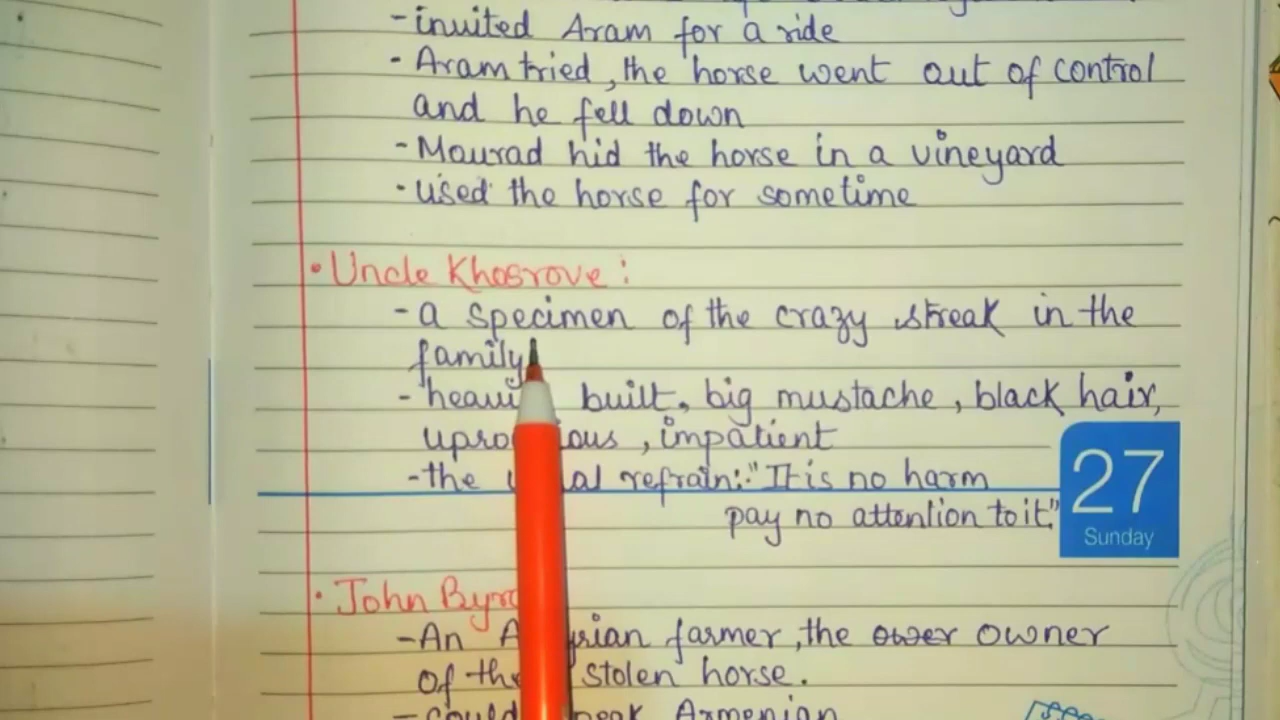 -invited Aram for a ride
- Aram tried, the horse went out of control
and he fell down
-Mourad hid the horse in a vineyard
-used the horse for sometime
• Uncle Khosrove:
-a specimen of the crazy streak in the
family
- built, big mustache, black hair,
, impatient
-the refrain:-"It is no harm
pay no attention to it."
27
Sunday
• John
-An farmer, the ower owner
of the stolen horse.
- Armenian